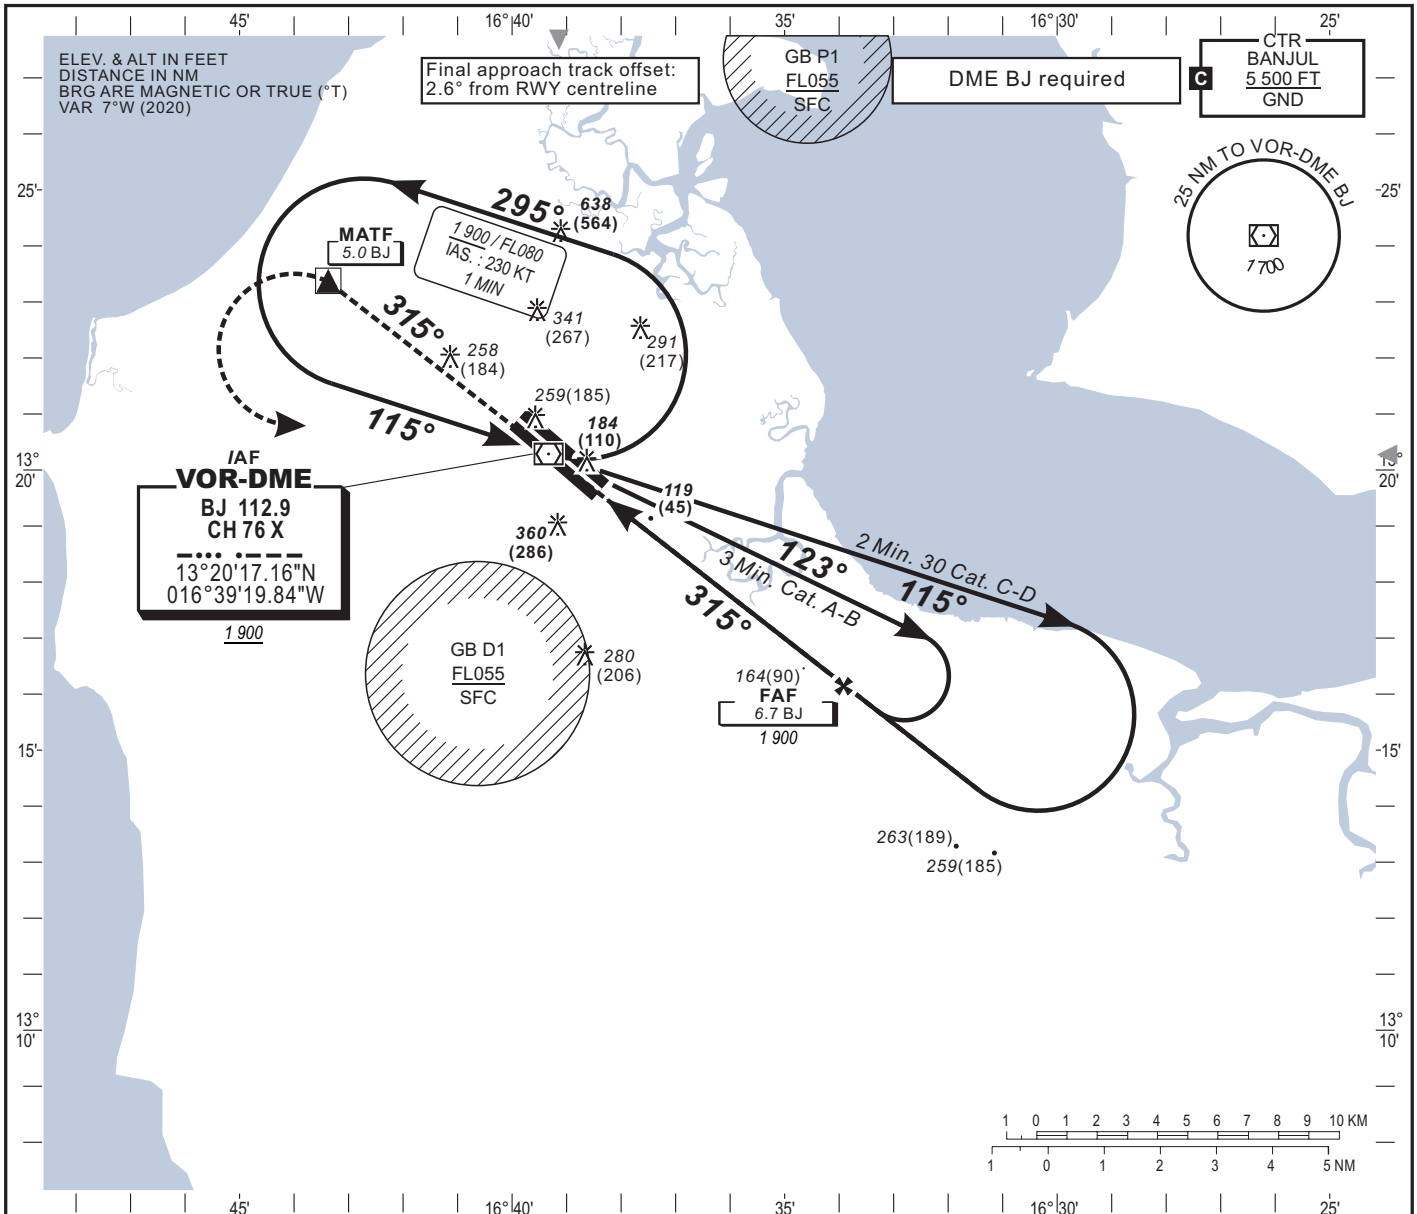 45'
16°40'
35'
16°30'
25'
ELEV. & ALT IN FEET
DISTANCE IN NM
BRG ARE MAGNETIC OR TRUE (°T)
VAR 7°W (2020)
Final approach track offset:
2.6° from RWY centreline
GB P1
FL055
SFC
DME BJ required
C
CTR
BANJUL
5 500 FT
GND
25 NM TO VOR-DME BJ
1 700
25'
25'
295°
638
(564)
MATF
5.0 BJ
1 900 / FL080
IAS. : 230 KT
1 MIN
315°
341
(267)
291
(217)
258
(184)
259(185)
115°
184
(110)
IAF
VOR-DME
BJ 112.9
CH 76 X
13°20'17.16"N
016°39'19.84"W
1 900
13°
20'
13°
20'
119
(45)
360
(286)
123°
3 Min. Cat. A-B
2 Min. 30 Cat. C-D
115°
315°
GB D1
FL055
SFC
280
(206)
164(90)
FAF
6.7 BJ
1 900
15'
15'
263(189)
259(185)
13°
10'
13°
10'
1 0 1 2 3 4 5 6 7 8 9 10 KM
1 0 1 2 3 4 5 NM
45'
16°40'
35'
16°30'
25'